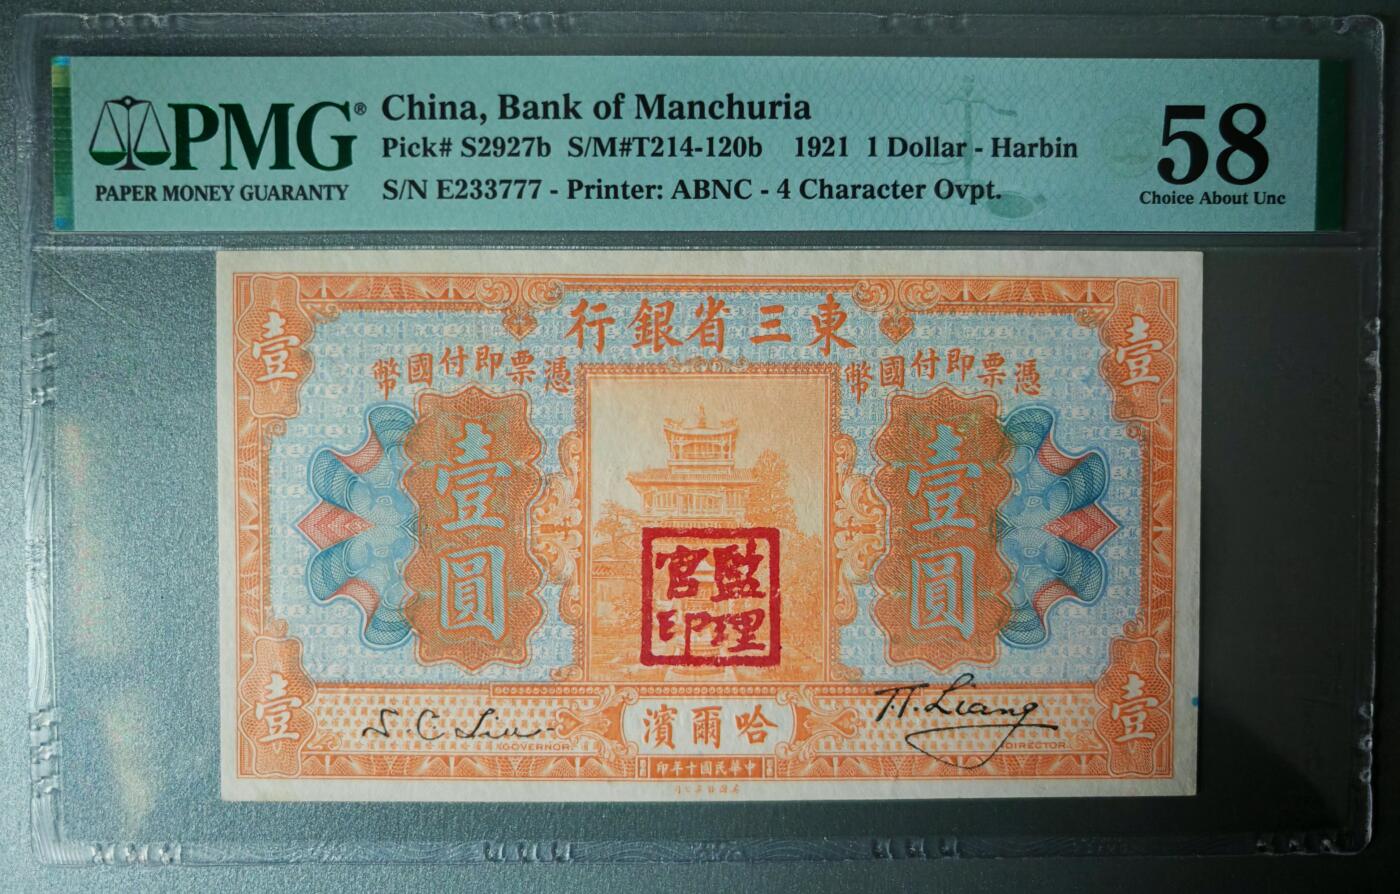 PMG®
PAPER MONEY GUARANTY
China, Bank of Manchuria
Pick# S2927b S/M#T214-120b 1921 1 Dollar - Harbin
S/N E233777 - Printer: ABNC - 4 Character Ovpt.
58
Choice About Unc
行銀省三東
壹
壹
幣國付即票憑
幣國付即票憑
壹圓
壹圓
監理
官印
壹
壹
S. C. Liu
GOVERNOR
濱爾哈
T.T. Liang
DIRECTOR
印年十國民華中